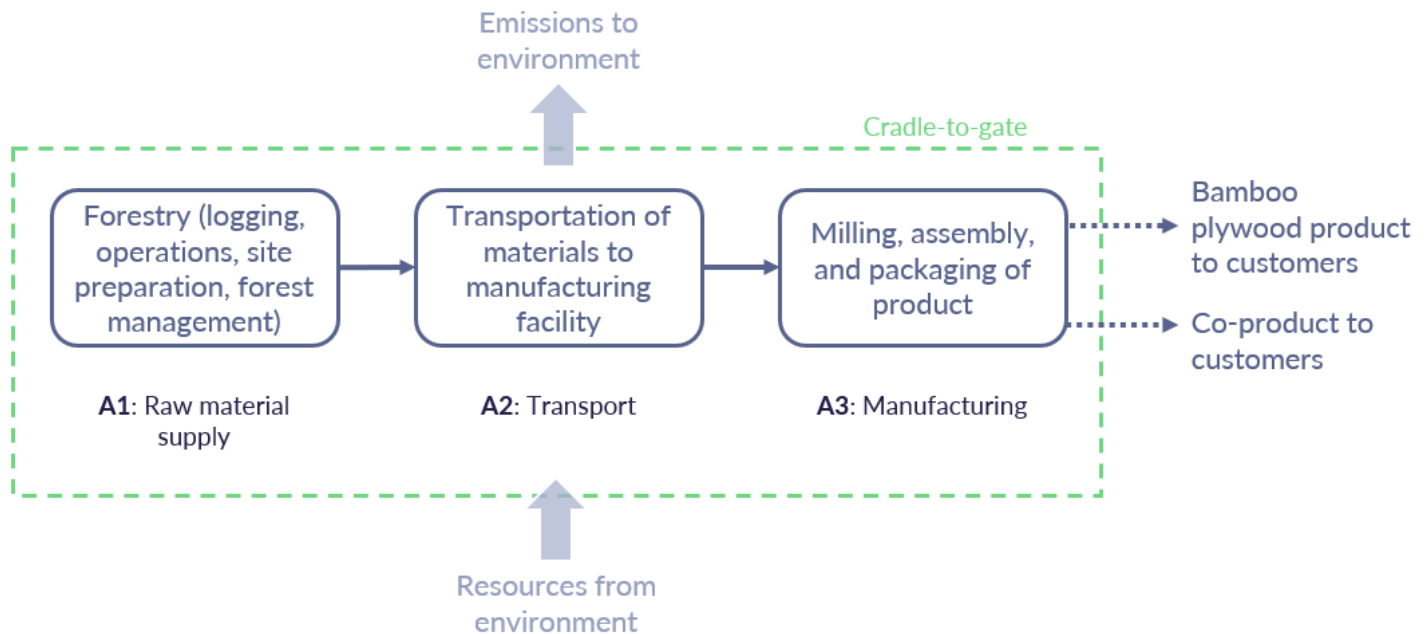 Emissions to
environment
Cradle-to-gate
Forestry (logging,
operations, site
preparation, forest
management)
Transportation of
materials to
manufacturing
facility
Milling, assembly,
and packaging of
product
Bamboo
plywood product
to customers
Co-product to
customers
A1: Raw material
supply
A2: Transport
A3: Manufacturing
Resources from
environment